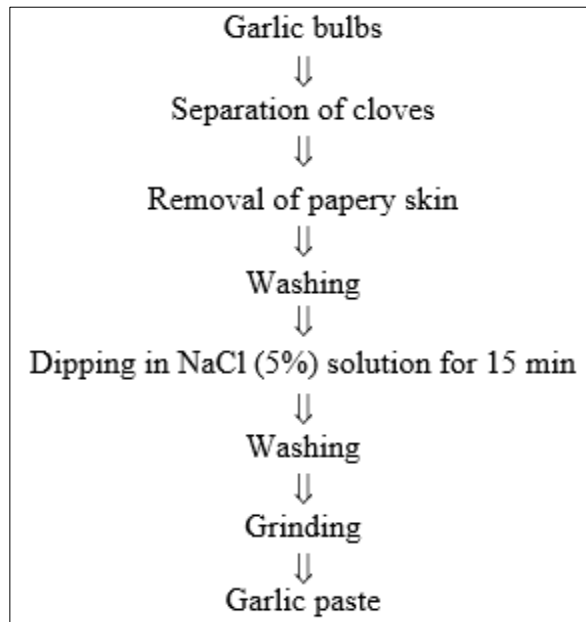 Garlic bulbs
⇓
Separation of cloves
⇓
Removal of papery skin
⇓
Washing
⇓
Dipping in NaCl (5%) solution for 15 min
⇓
Washing
⇓
Grinding
⇓
Garlic paste